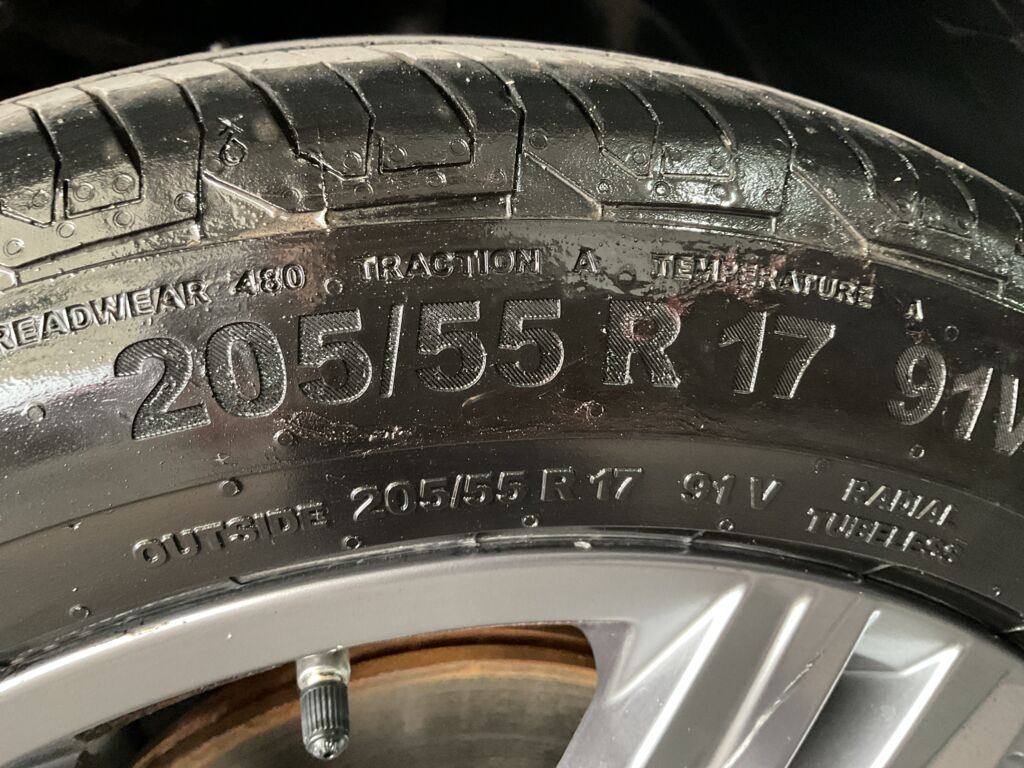 READWEAR 480 TRACTION A TEMPERATURE A
205/55 R 17 91V
OUTSIDE 205/55 R 17 91 V RADIAL
TUBELESS